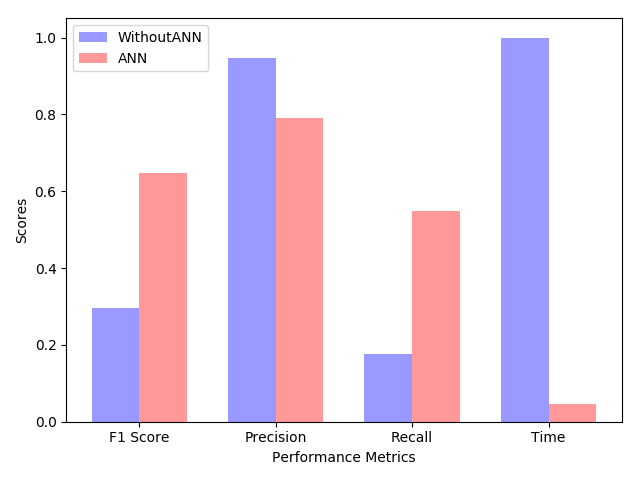 WithoutANN
ANN
1.0
0.8
0.6
0.4
0.2
0.0
Scores
F1 Score Precision Recall Time
Performance Metrics